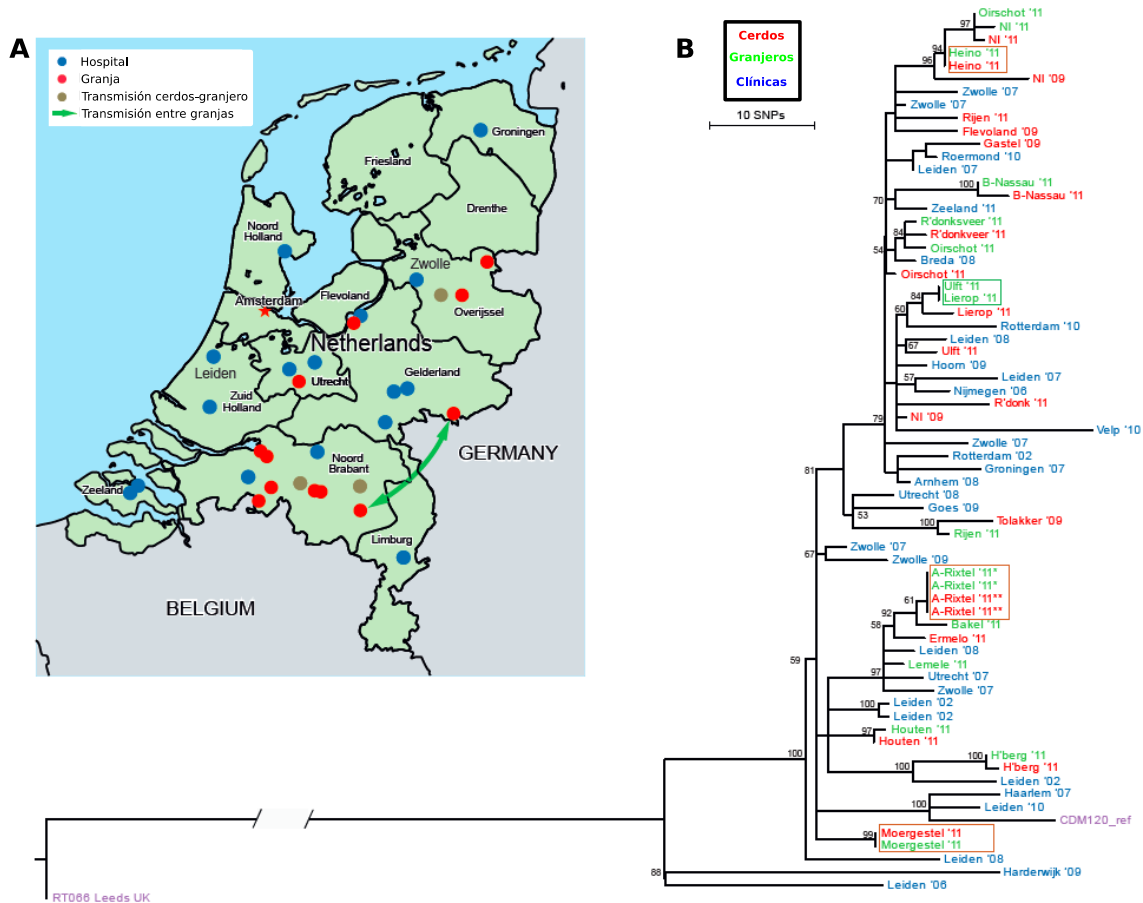 A
Hospital
Granja
Transmisión cerdos-granjero
Transmisión entre granjas
Groningen
Friesland
Drenthe
Noord
Holland
Zwolle
Flevoland
Amsterdam
Overijssel
Netherlands
Leiden
Utrecht
Gelderland
Zuid
Holland
GERMANY
Noord
Brabant
Zeeland
Limburg
BELGIUM
B
Cerdos
Granjeros
Clínicas
10 SNPs
Oirschot '11
97
NI '11
NI '11
94
Heino '11
96
Heino '11
NI '09
Zwolle '07
Zwolle '07
Rijen '11
Flevoland '09
Gastel '09
Roermond '10
Leiden '07
100
B-Nassau '11
B-Nassau '11
70
Zeeland '11
R'donksveer '11
84
R'donkveer '11
Oirschot '11
54
Breda '08
Oirschot '11
Ulft '11
84
Lierop '11
60
Lierop '11
Rotterdam '10
Leiden '08
67
Ulft '11
Hoorn '09
57
Leiden '07
Nijmegen '06
R'donk '11
79
NI '09
Velp '10
Zwolle '07
Rotterdam '02
81
Groningen '07
Arnhem '08
Utrecht '08
Goes '09
53
Tolakker '09
100
Rijen '11
Zwolle '07
67
Zwolle '09
A-Rixtel '11*
A-Rixtel '11*
61
A-Rixtel '11**
92
A-Rixtel '11**
58
Bakel '11
Ermelo '11
Leiden '08
59
Lemele '11
97
Utrecht '07
Zwolle '07
100
Leiden '02
Leiden '02
97
Houten '11
Houten '11
100
100
H'berg '11
100
H'berg '11
Leiden '02
Haarlem '07
100
Leiden '10
CDM120_ref
99
Moergestel '11
Moergestel '11
Leiden '08
88
Harderwijk '09
Leiden '06
RT066 Leeds UK